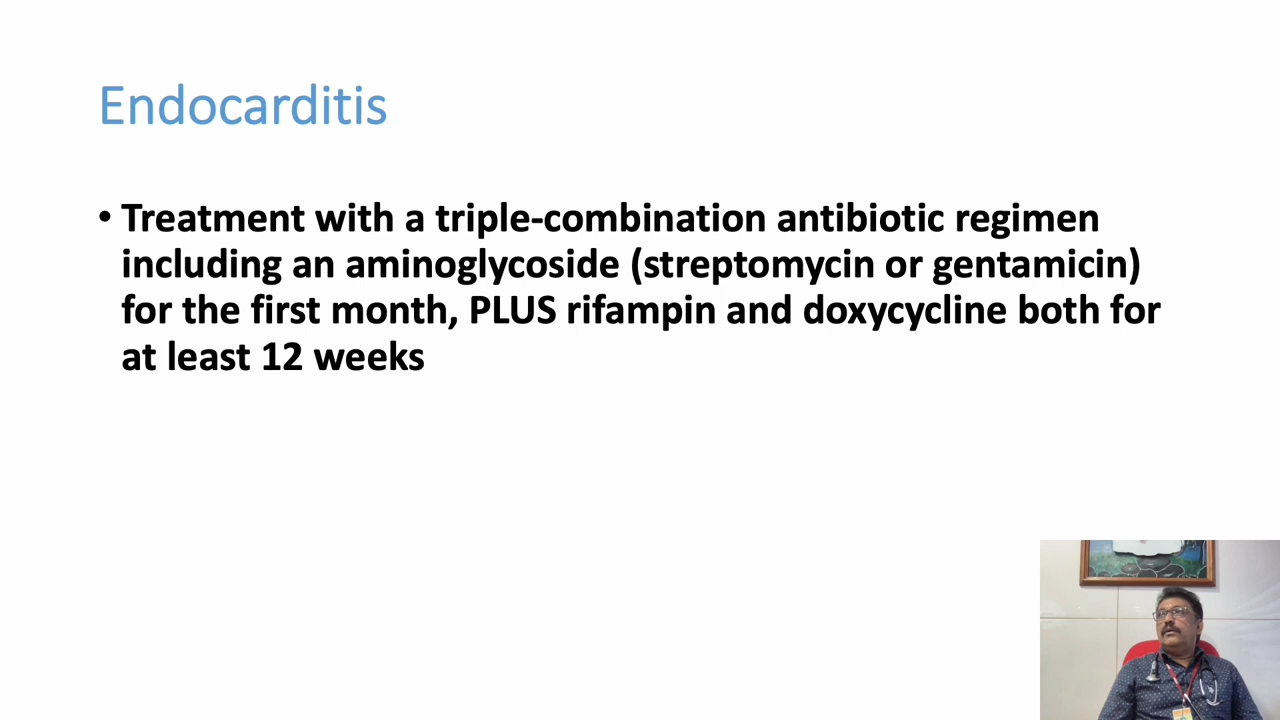 Endocarditis
• Treatment with a triple-combination antibiotic regimen
including an aminoglycoside (streptomycin or gentamicin)
for the first month, PLUS rifampin and doxycycline both for
at least 12 weeks